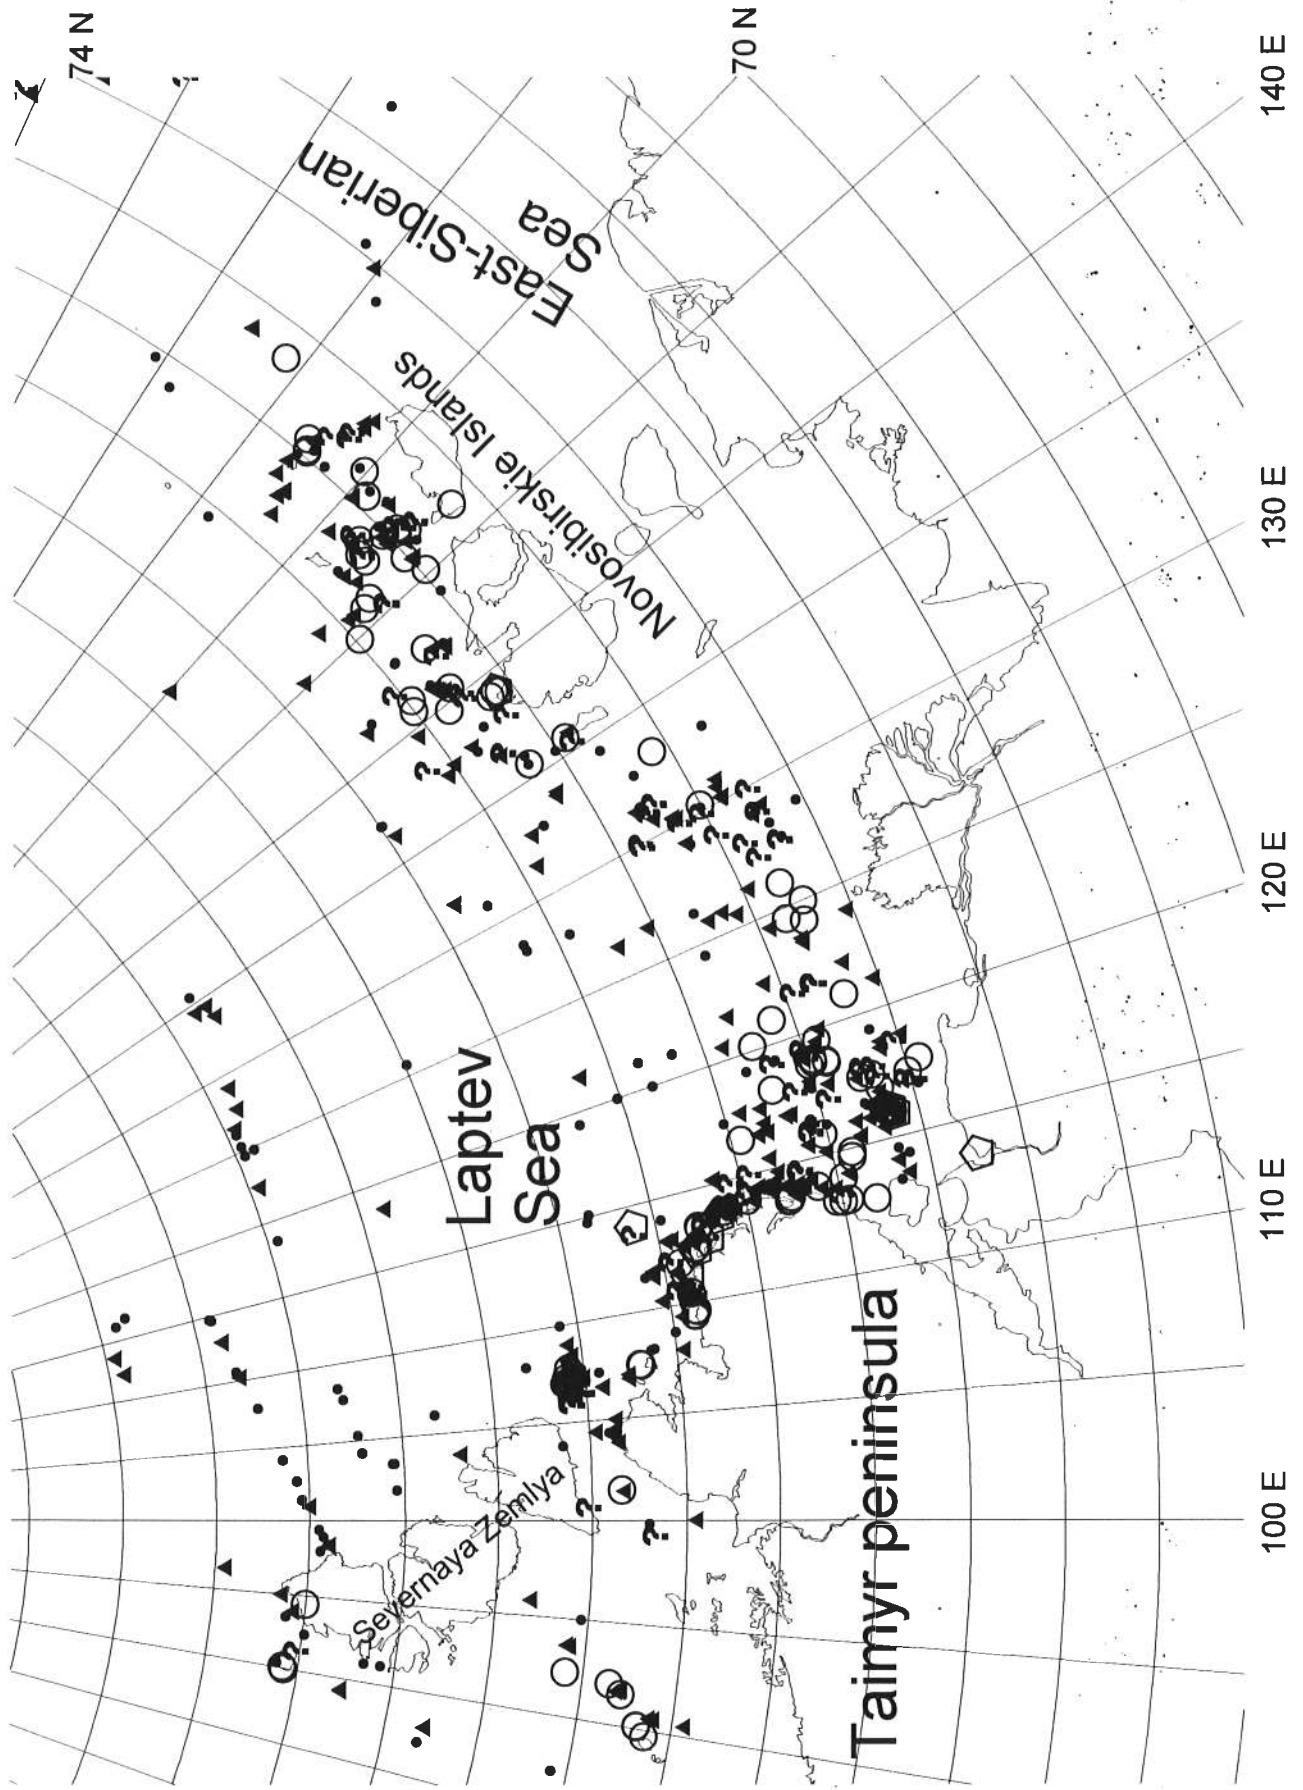 74 N
70 N
East-Siberian
Sea
Novosibirskie Islands
Laptev
Sea
Severnaya Zemlya
Taimyr peninsula
100 E
110 E
120 E
130 E
140 E